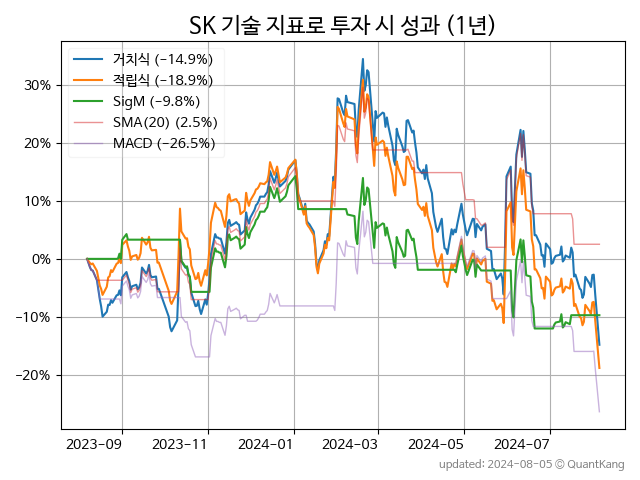 SK 기술 지표로 투자 시 성과 (1년)
거치식 (−14.9%)
적립식 (−18.9%)
SigM (−9.8%)
SMA(20) (2.5%)
MACD (−26.5%)
30%
20%
10%
0%
−10%
−20%
2023-09 2023-11 2024-01 2024-03 2024-05 2024-07
updated: 2024-08-05 © QuantKang